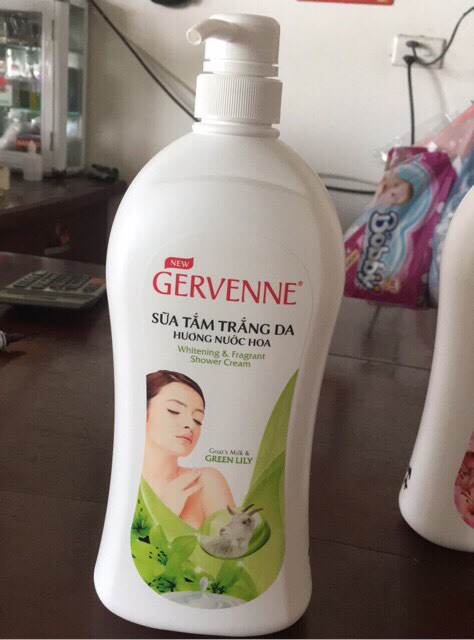 NEW
GERVENNE®
SỮA TẮM TRẮNG DA
HƯƠNG NƯỚC HOA
Whitening & Fragrant
Shower Cream
Goat's Milk &
GREEN LILY
Bobby